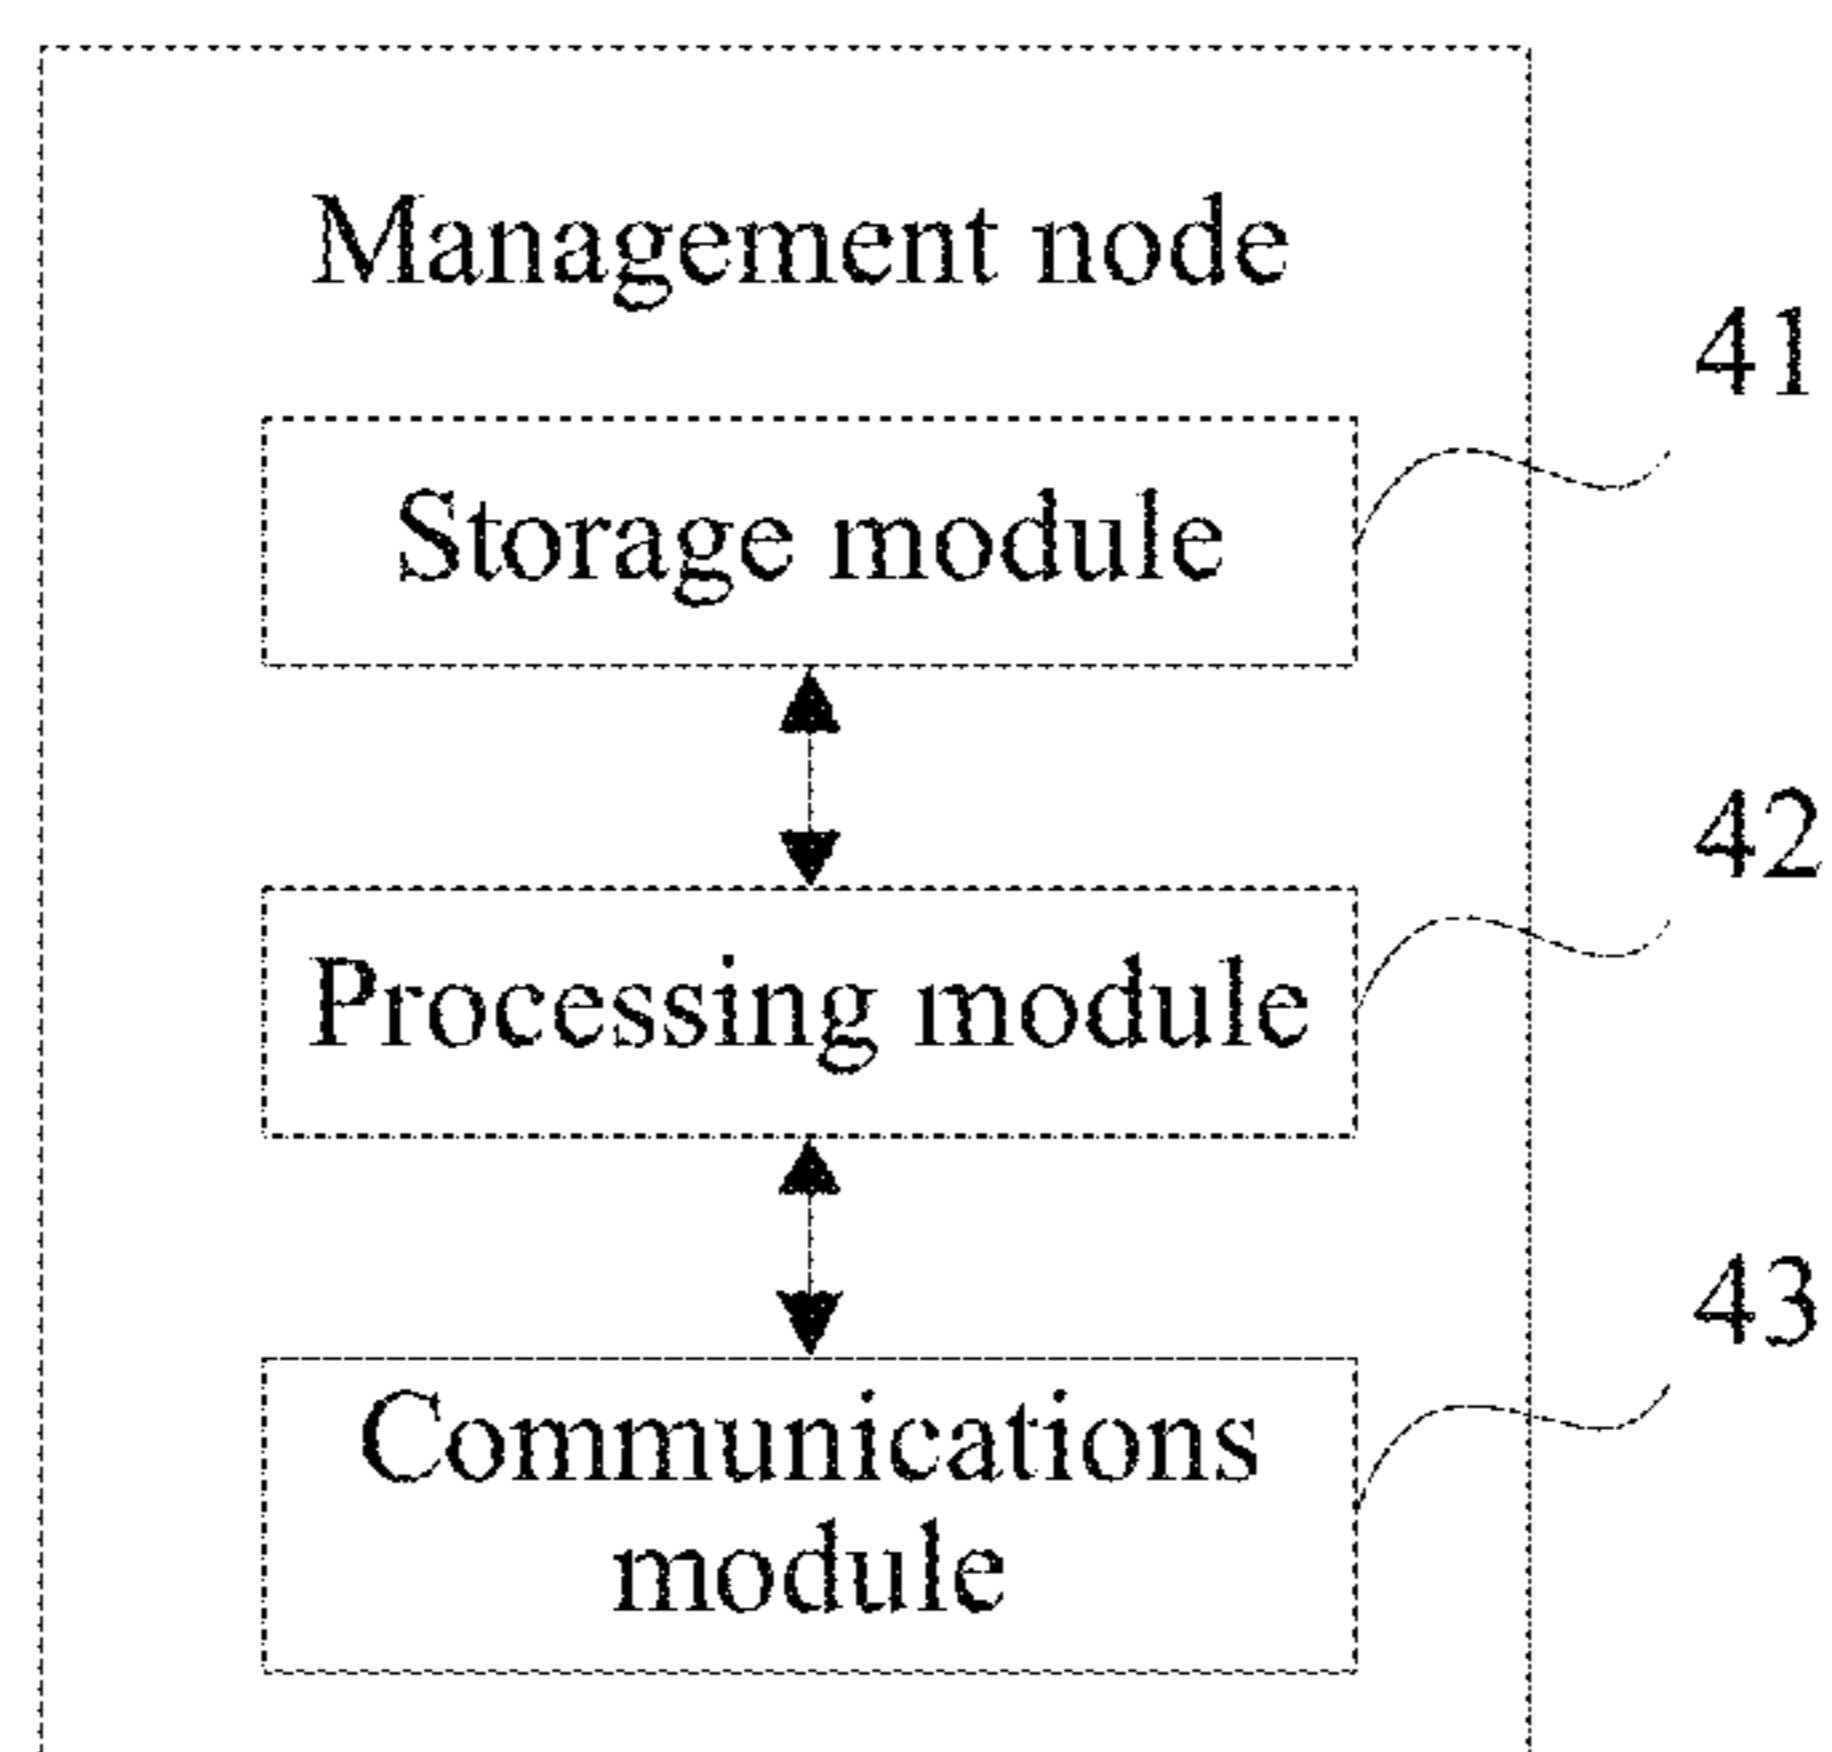 Management node
41
Storage module
42
Processing module
43
Communications
module